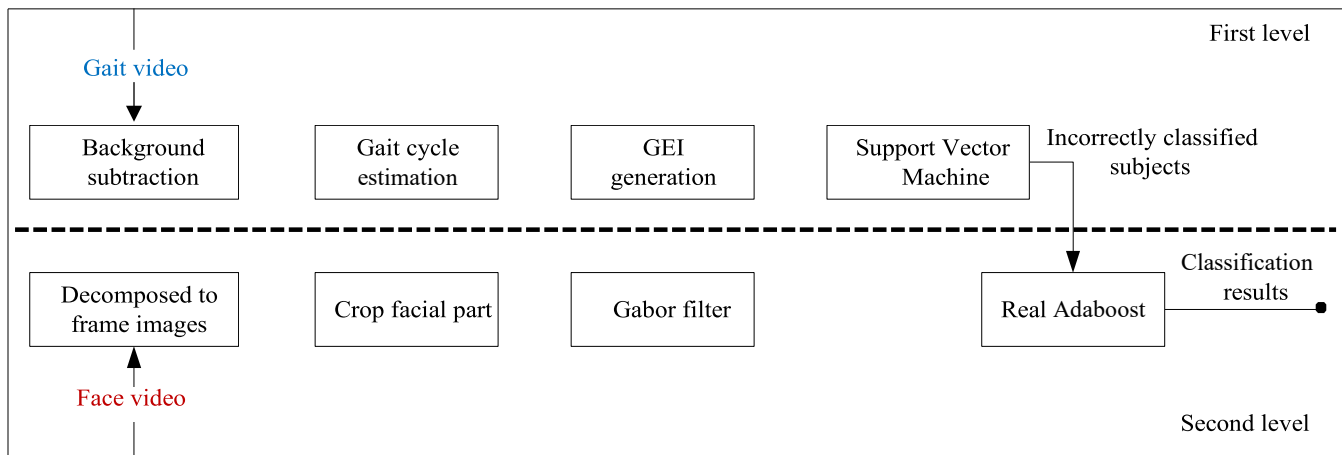 First level
Gait video
Background
subtraction
Gait cycle
estimation
GEI
generation
Support Vector
Machine
Incorrectly classified
subjects
Decomposed to
frame images
Crop facial part
Gabor filter
Real Adaboost
Classification
results
Face video
Second level